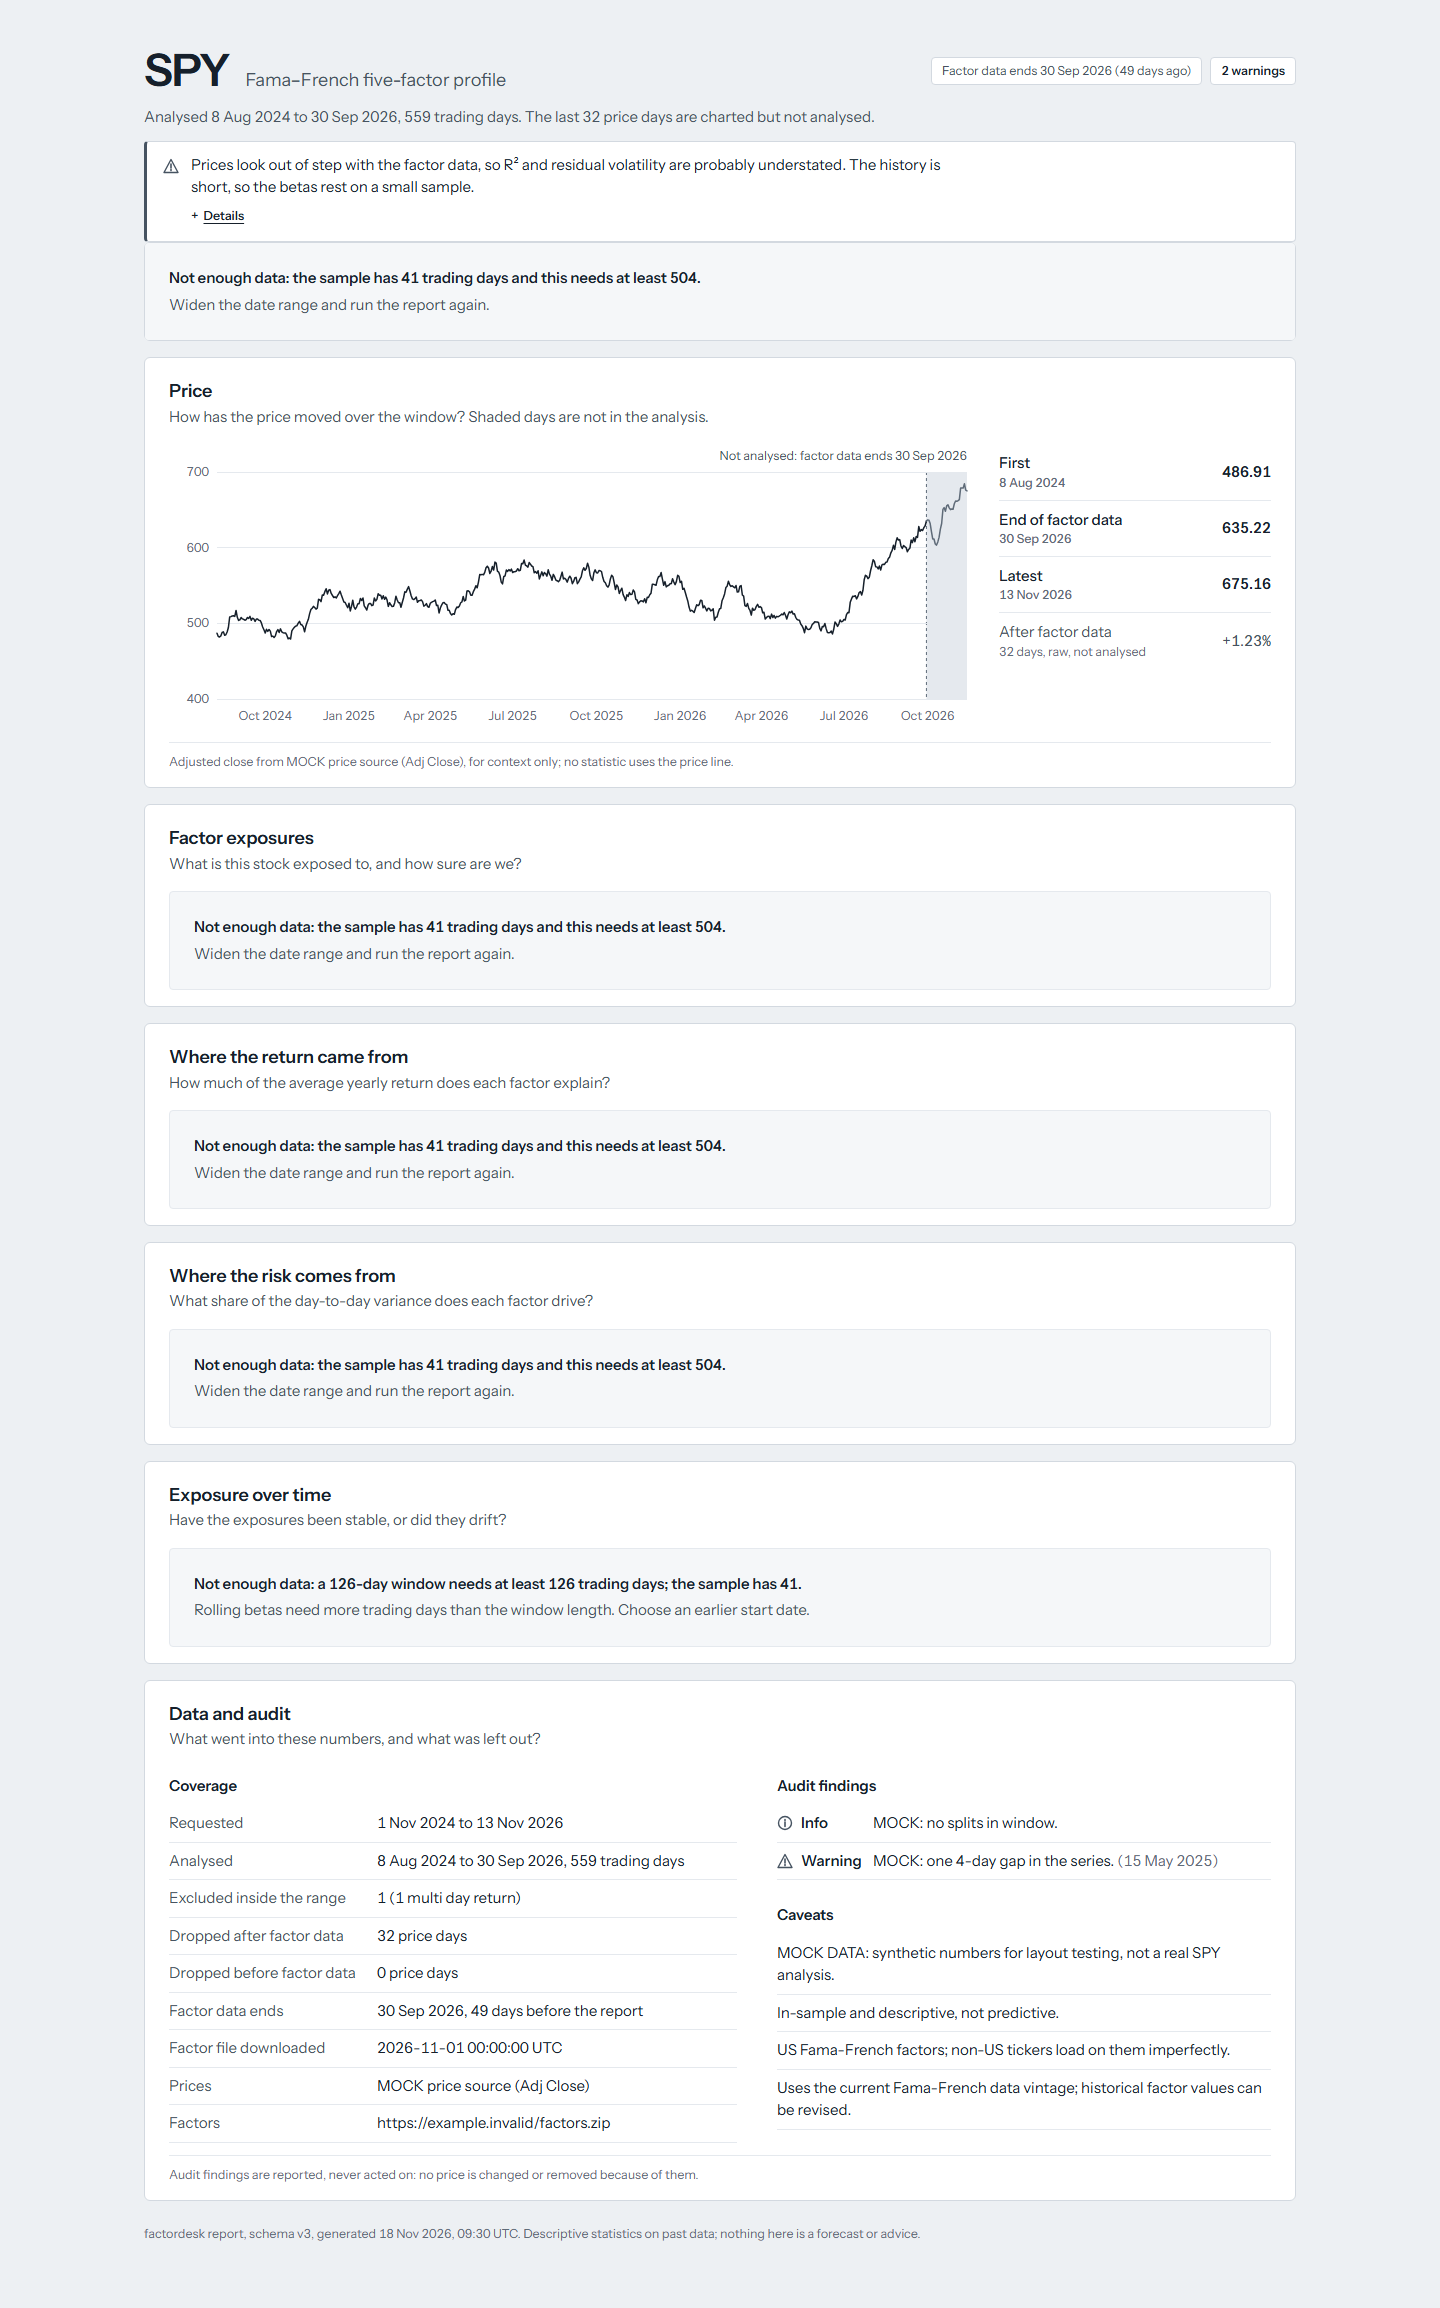 SPY Fama–French five-factor profile
Factor data ends 30 Sep 2026 (49 days ago)
2 warnings
Analysed 8 Aug 2024 to 30 Sep 2026, 559 trading days. The last 32 price days are charted but not analysed.
Prices look out of step with the factor data, so R² and residual volatility are probably understated. The history is
short, so the betas rest on a small sample.
+ Details
Not enough data: the sample has 41 trading days and this needs at least 504.
Widen the date range and run the report again.
Price
How has the price moved over the window? Shaded days are not in the analysis.
Not analysed: factor data ends 30 Sep 2026
700
600
500
400
Oct 2024 Jan 2025 Apr 2025 Jul 2025 Oct 2025 Jan 2026 Apr 2026 Jul 2026 Oct 2026
First 486.91
8 Aug 2024
End of factor data 635.22
30 Sep 2026
Latest 675.16
13 Nov 2026
After factor data +1.23%
32 days, raw, not analysed
Adjusted close from MOCK price source (Adj Close), for context only; no statistic uses the price line.
Factor exposures
What is this stock exposed to, and how sure are we?
Not enough data: the sample has 41 trading days and this needs at least 504.
Widen the date range and run the report again.
Where the return came from
How much of the average yearly return does each factor explain?
Not enough data: the sample has 41 trading days and this needs at least 504.
Widen the date range and run the report again.
Where the risk comes from
What share of the day-to-day variance does each factor drive?
Not enough data: the sample has 41 trading days and this needs at least 504.
Widen the date range and run the report again.
Exposure over time
Have the exposures been stable, or did they drift?
Not enough data: a 126-day window needs at least 126 trading days; the sample has 41.
Rolling betas need more trading days than the window length. Choose an earlier start date.
Data and audit
What went into these numbers, and what was left out?
Coverage
Requested 1 Nov 2024 to 13 Nov 2026
Analysed 8 Aug 2024 to 30 Sep 2026, 559 trading days
Excluded inside the range 1 (1 multi day return)
Dropped after factor data 32 price days
Dropped before factor data 0 price days
Factor data ends 30 Sep 2026, 49 days before the report
Factor file downloaded 2026-11-01 00:00:00 UTC
Prices MOCK price source (Adj Close)
Factors https://example.invalid/factors.zip
Audit findings
Info MOCK: no splits in window.
Warning MOCK: one 4-day gap in the series. (15 May 2025)
Caveats
MOCK DATA: synthetic numbers for layout testing, not a real SPY
analysis.
In-sample and descriptive, not predictive.
US Fama-French factors; non-US tickers load on them imperfectly.
Uses the current Fama-French data vintage; historical factor values can
be revised.
Audit findings are reported, never acted on: no price is changed or removed because of them.
factordesk report, schema v3, generated 18 Nov 2026, 09:30 UTC. Descriptive statistics on past data; nothing here is a forecast or advice.